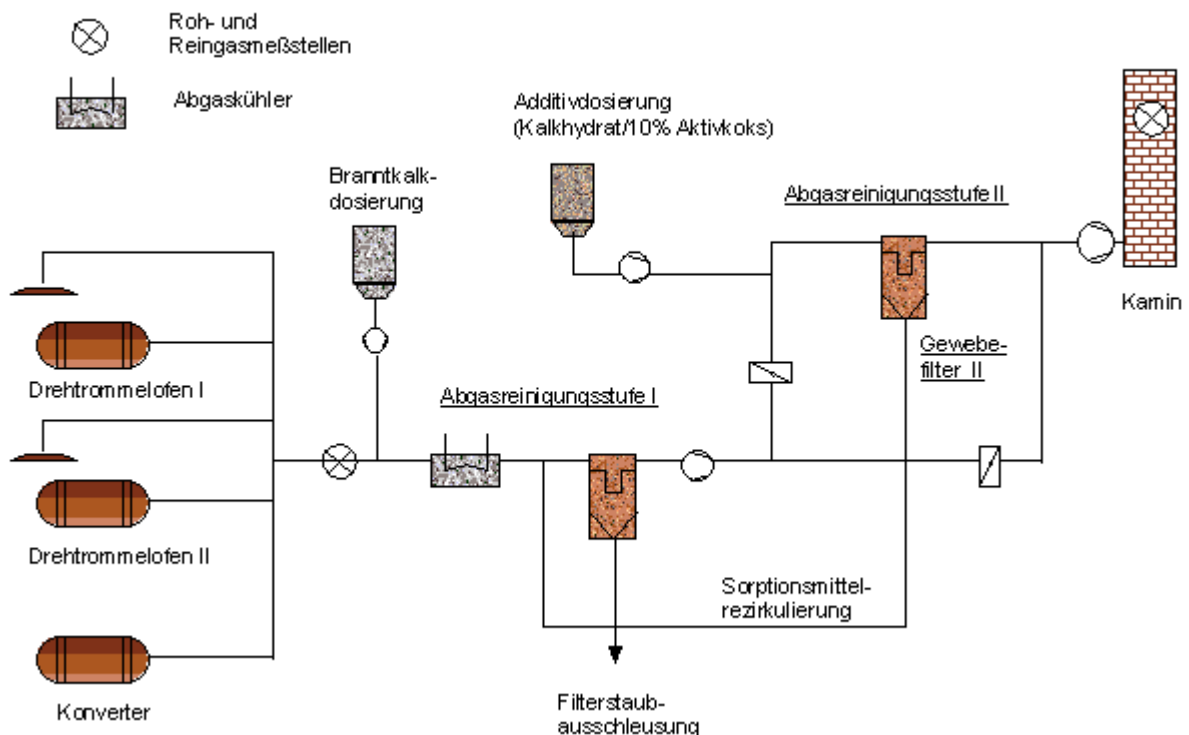 Roh- und
Reingasmeßstellen
Abgaskühler
Additivdosierung
(Kalkhydrat/10% Aktivkoks)
Branntkalk-
dosierung
Abgasreinigungsstufe II
Kamin
Gewebe-
filter II
Drehtrommelofen I
Abgasreinigungsstufe I
Drehtrommelofen II
Sorptionsmittel-
rezirkulierung
Konverter
Filterstaub-
ausschleusung